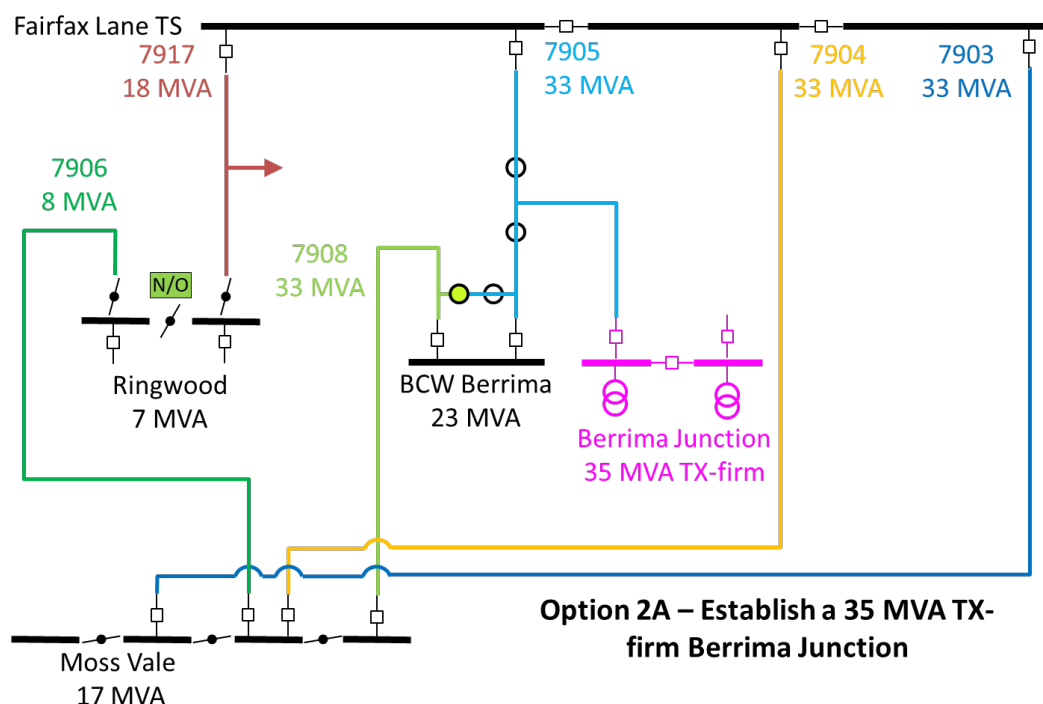 Fairfax Lane TS
7917
18 MVA
7905
33 MVA
7904
33 MVA
7903
33 MVA
7906
8 MVA
7908
33 MVA
N/O
Ringwood
7 MVA
BCW Berrima
23 MVA
Berrima Junction
35 MVA TX-firm
Option 2A – Establish a 35 MVA TX-
firm Berrima Junction
Moss Vale
17 MVA